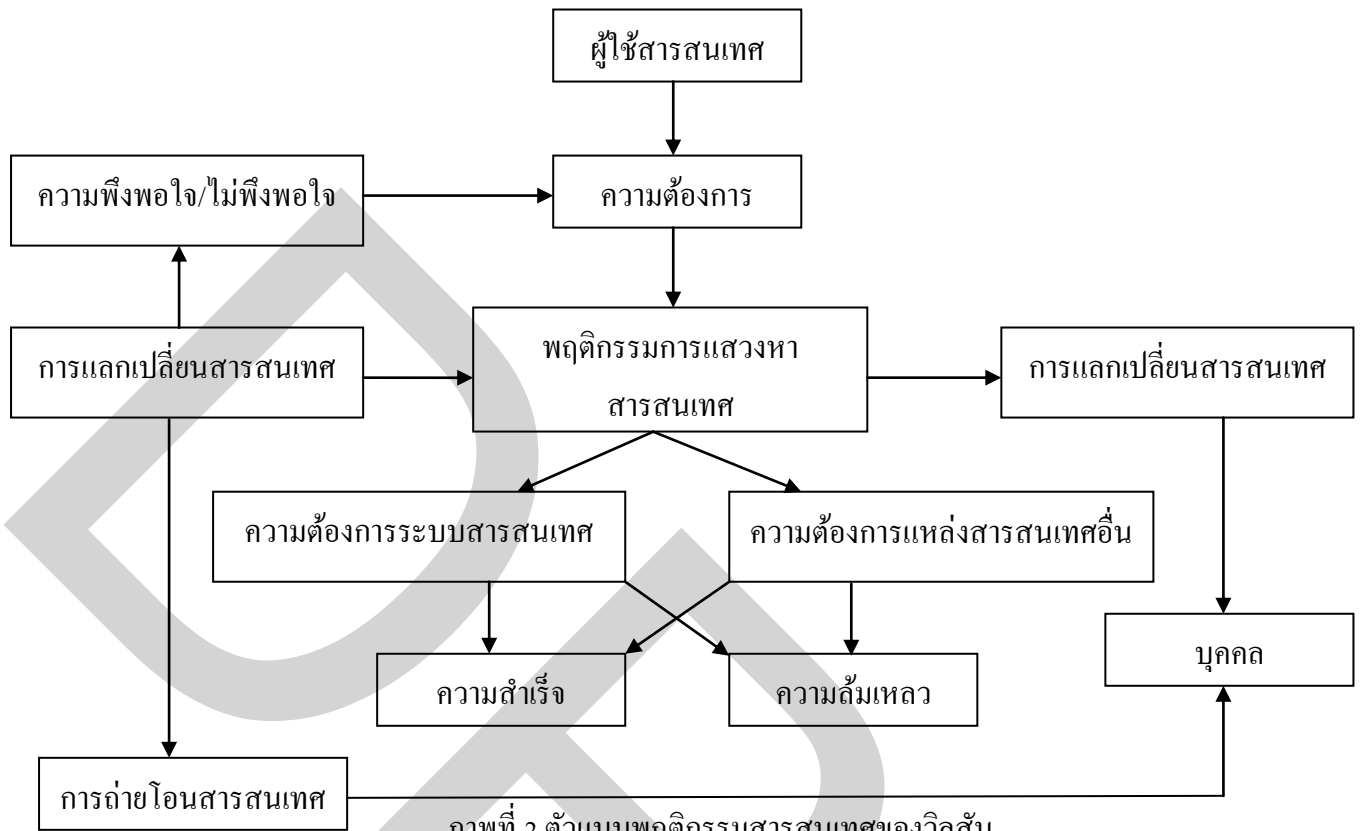 ผู้ใช้สารสนเทศ
ความพึงพอใจ/ไม่พึงพอใจ
ความต้องการ
การแลกเปลี่ยนสารสนเทศ
พฤติกรรมการแสวงหา
สารสนเทศ
การแลกเปลี่ยนสารสนเทศ
ความต้องการระบบสารสนเทศ
ความต้องการแหล่งสารสนเทศอื่น
บุคคล
ความสำเร็จ
ความล้มเหลว
การถ่ายโอนสารสนเทศ
ภาพที่ 2 ตัวแบบพฤติกรรมสารสนเทศของวิลสัน